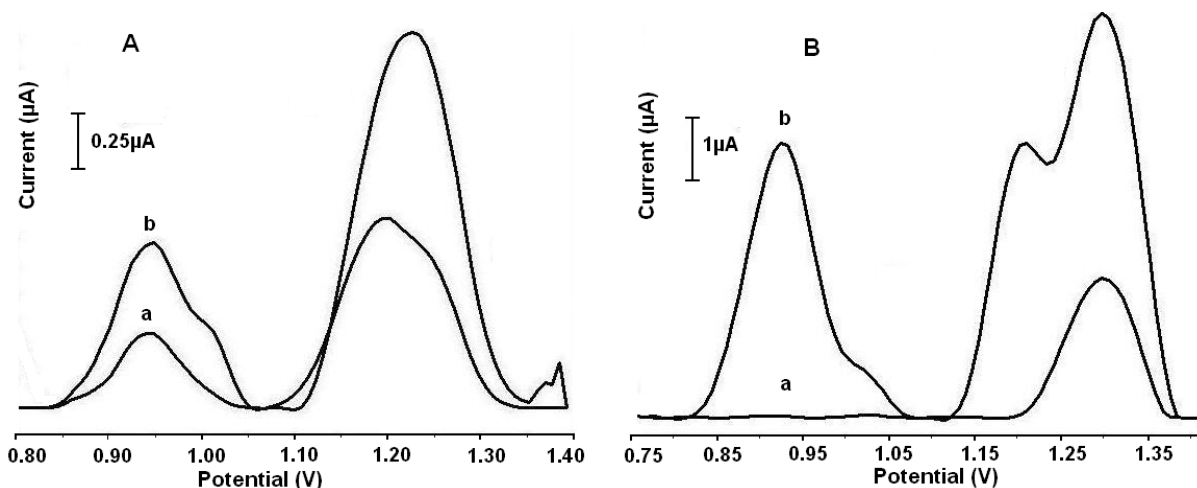 A
0.25µA
b
a
Current (µA)
0.80 0.90 1.00 1.10 1.20 1.30 1.40
Potential (V)
B
b
1µA
a
Current (µA)
0.75 0.85 0.95 1.05 1.15 1.25 1.35
Potential (V)